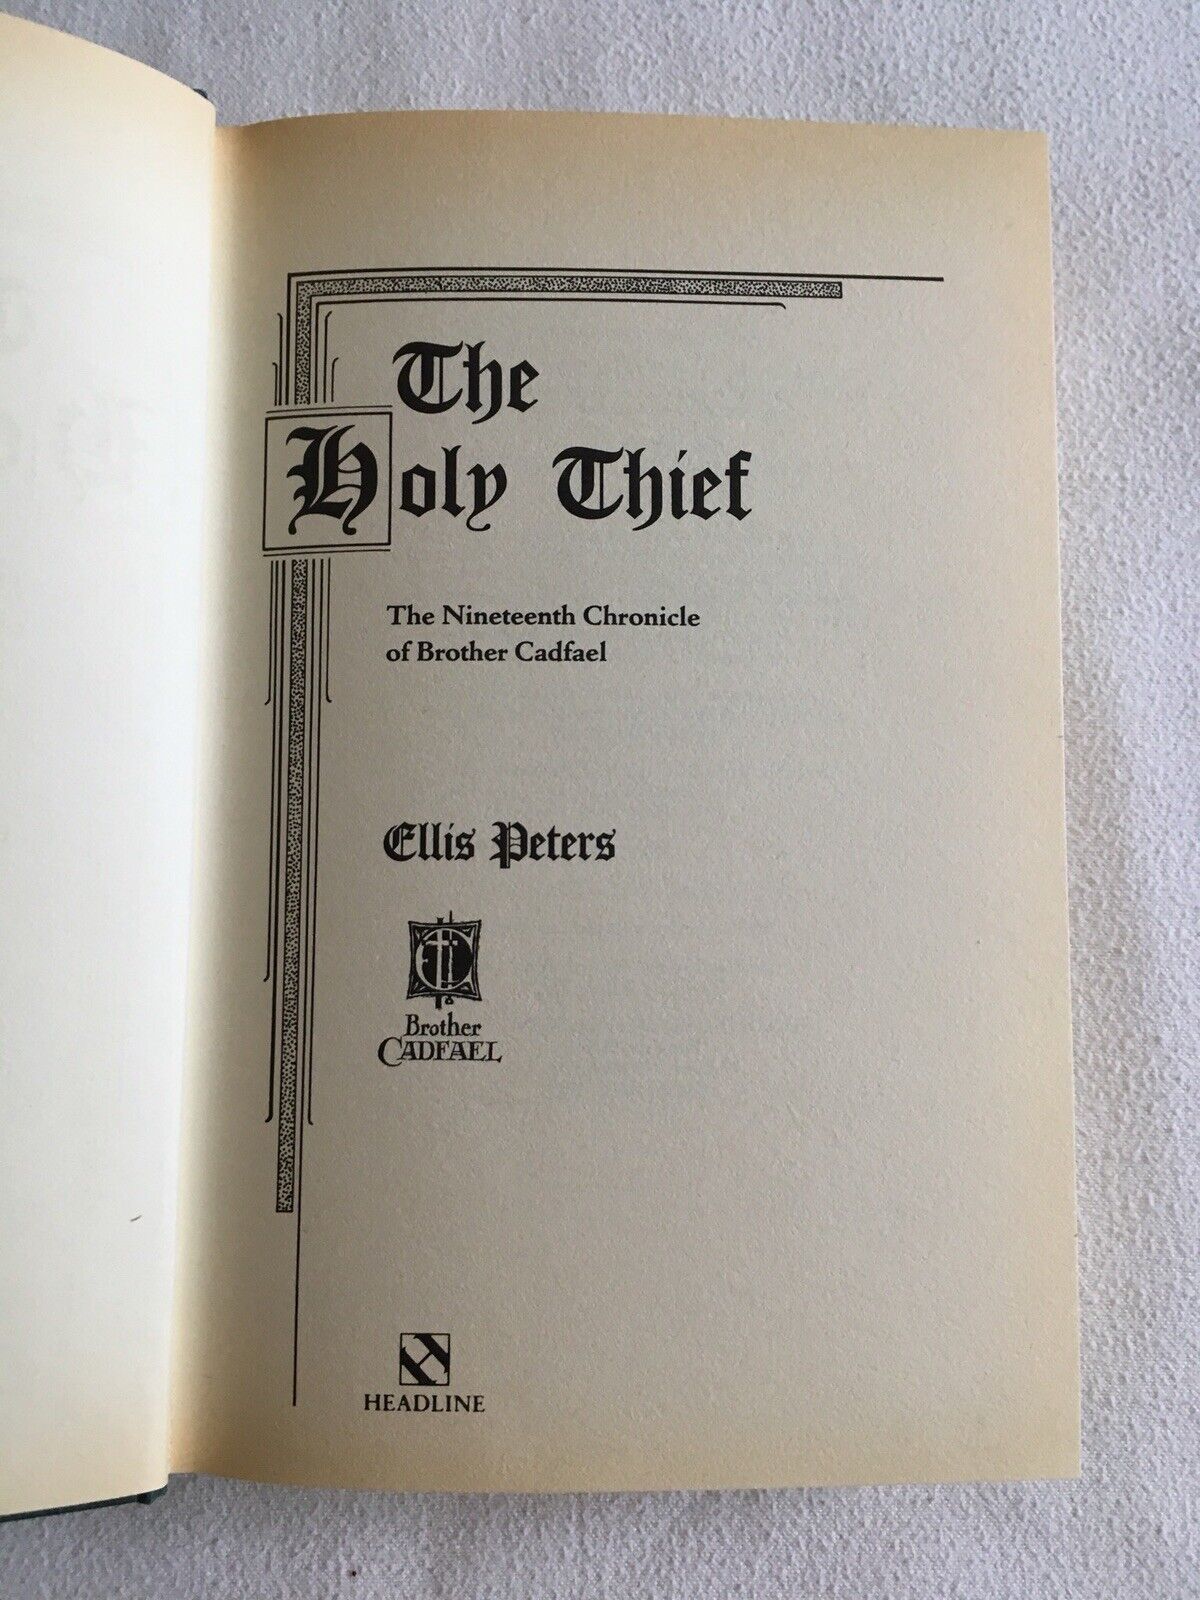 The
Holy Thief
The Nineteenth Chronicle
of Brother Cadfael
Ellis Peters
Brother
CADFAEL
HEADLINE